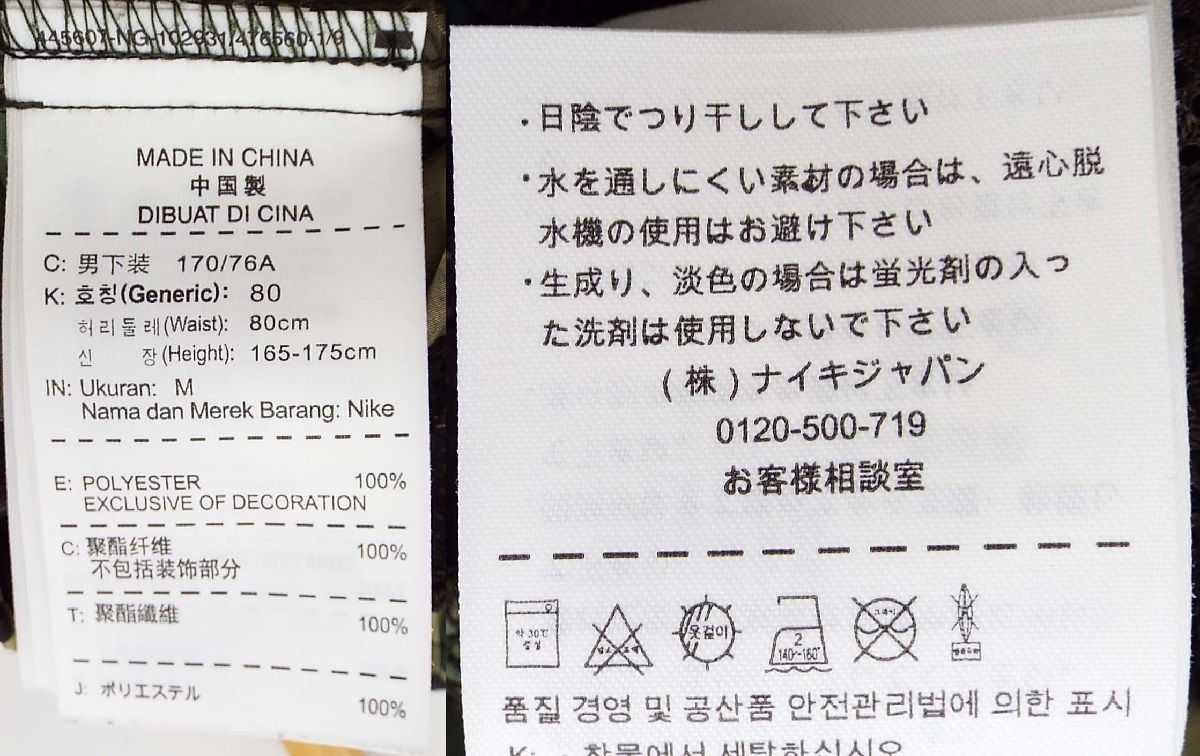 445607-NG-102931/476560-1/9
MADE IN CHINA
中国製
DIBUAT DI CINA
C: 男下装 170/76A
K: 호칭(Generic): 80
허리둘레(Waist): 80cm
신 장(Height): 165-175cm
IN: Ukuran: M
Nama dan Merek Barang: Nike
E: POLYESTER 100%
EXCLUSIVE OF DECORATION
C: 聚酯纤维 100%
不包括装饰部分
T: 聚酯纖維 100%
J: ポリエステル 100%
・日陰でつり干しして下さい
・水を通しにくい素材の場合は、遠心脱
水機の使用はお避け下さい
・生成り、淡色の場合は蛍光剤の入っ
た洗剤は使用しないで下さい
(株)ナイキジャパン
0120-500-719
お客様相談室
약 30℃
중성
옷걸이
2
140~160℃
드라이
품질 경영 및 공산품 안전관리법에 의한 표시